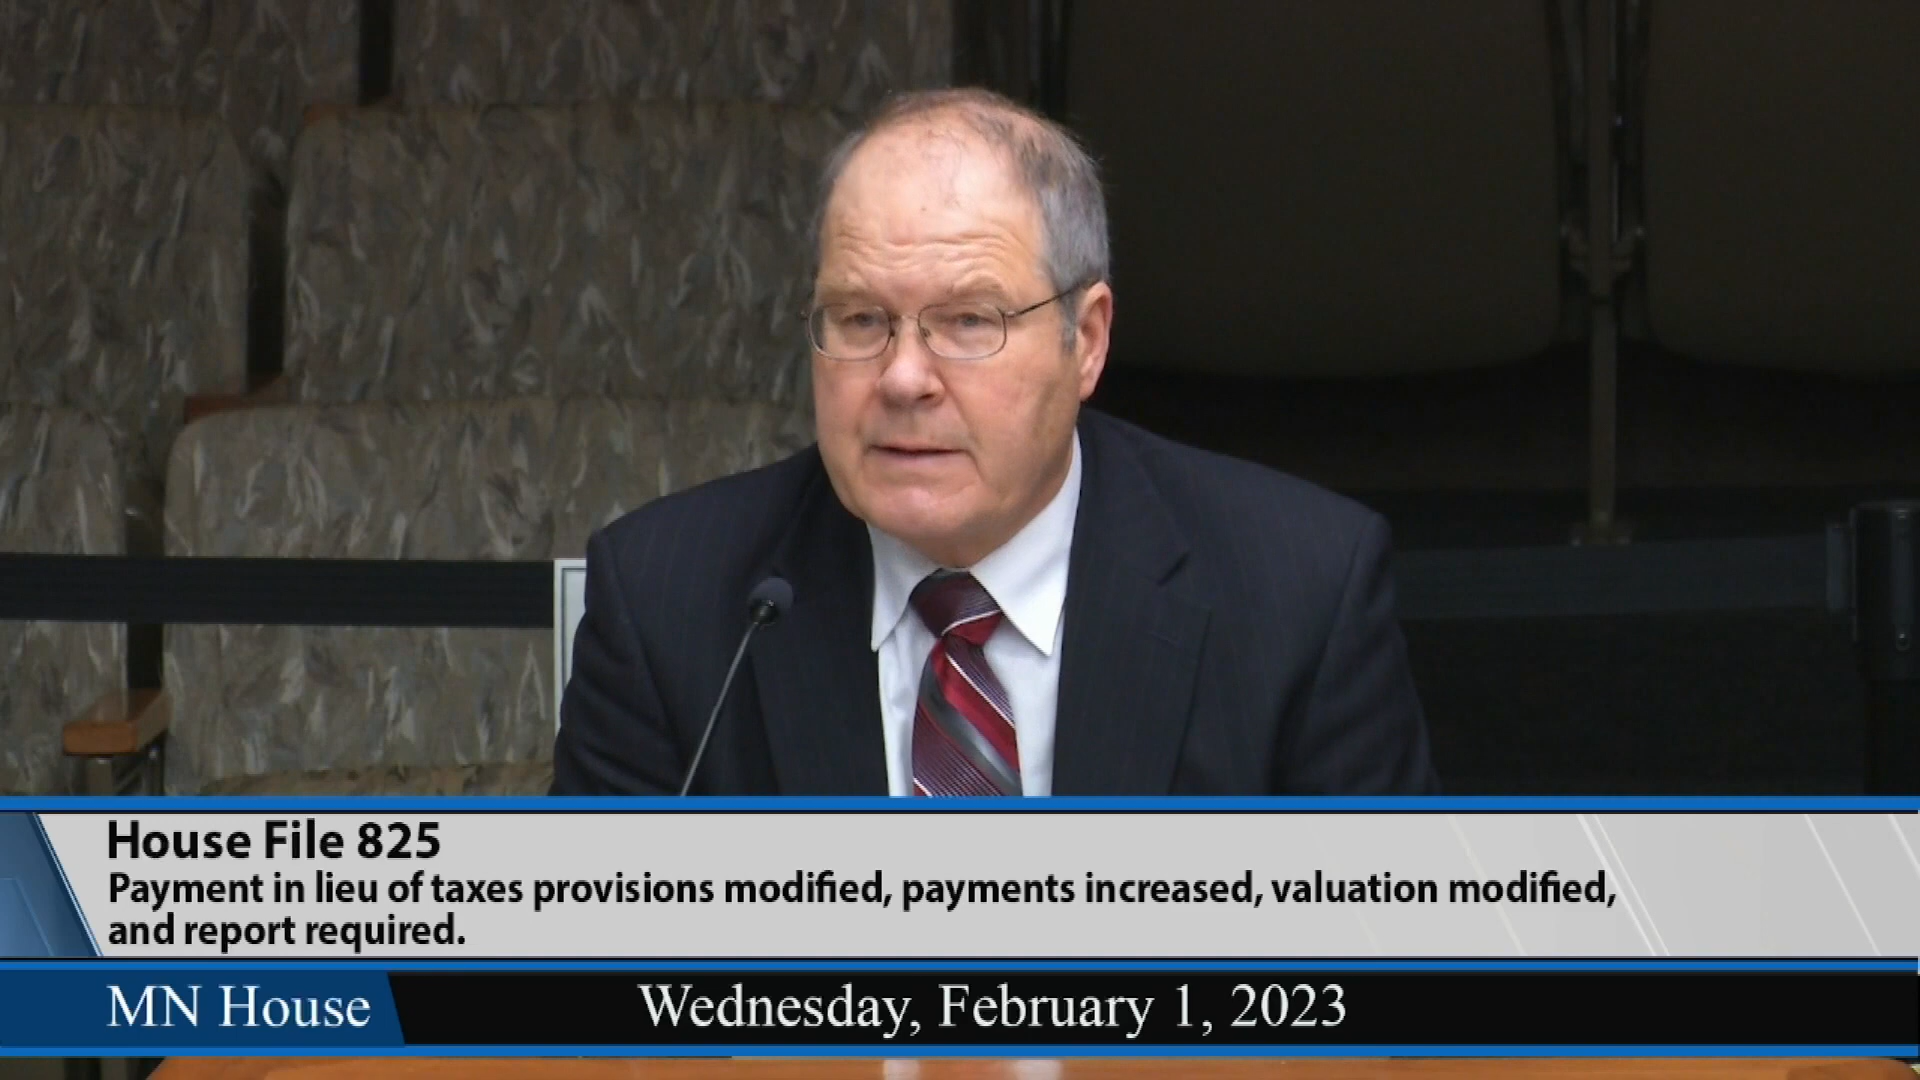 House File 825
Payment in lieu of taxes provisions modified, payments increased, valuation modified,
and report required.
MN House
Wednesday, February 1, 2023